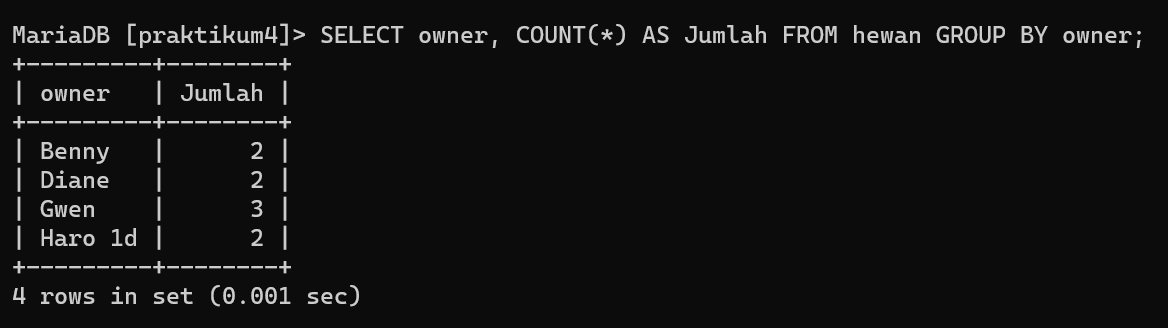 MariaDB [praktikum4]> SELECT owner, COUNT(*) AS Jumlah FROM hewan GROUP BY owner;
+---------+--------+
| owner   | Jumlah |
+---------+--------+
| Benny   |      2 |
| Diane   |      2 |
| Gwen    |      3 |
| Haro 1d |      2 |
+---------+--------+
4 rows in set (0.001 sec)